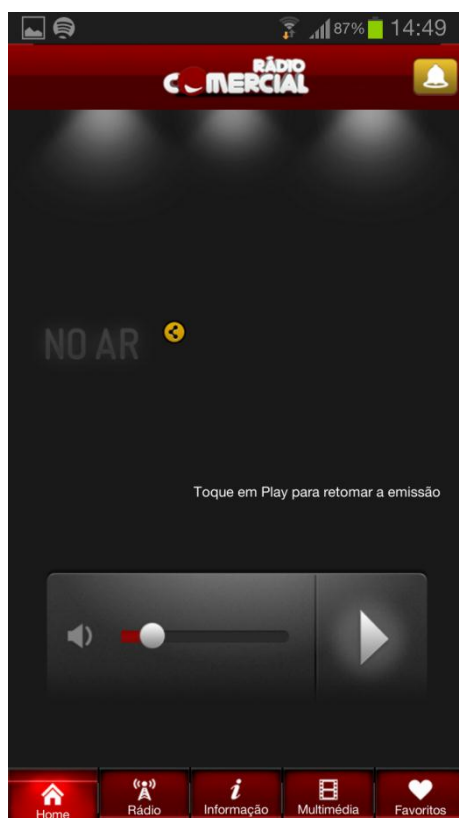 87% 14:49
RÁDIO
COMERCIAL
NO AR
Toque em Play para retomar a emissão
Home Rádio Informação Multimédia Favoritos